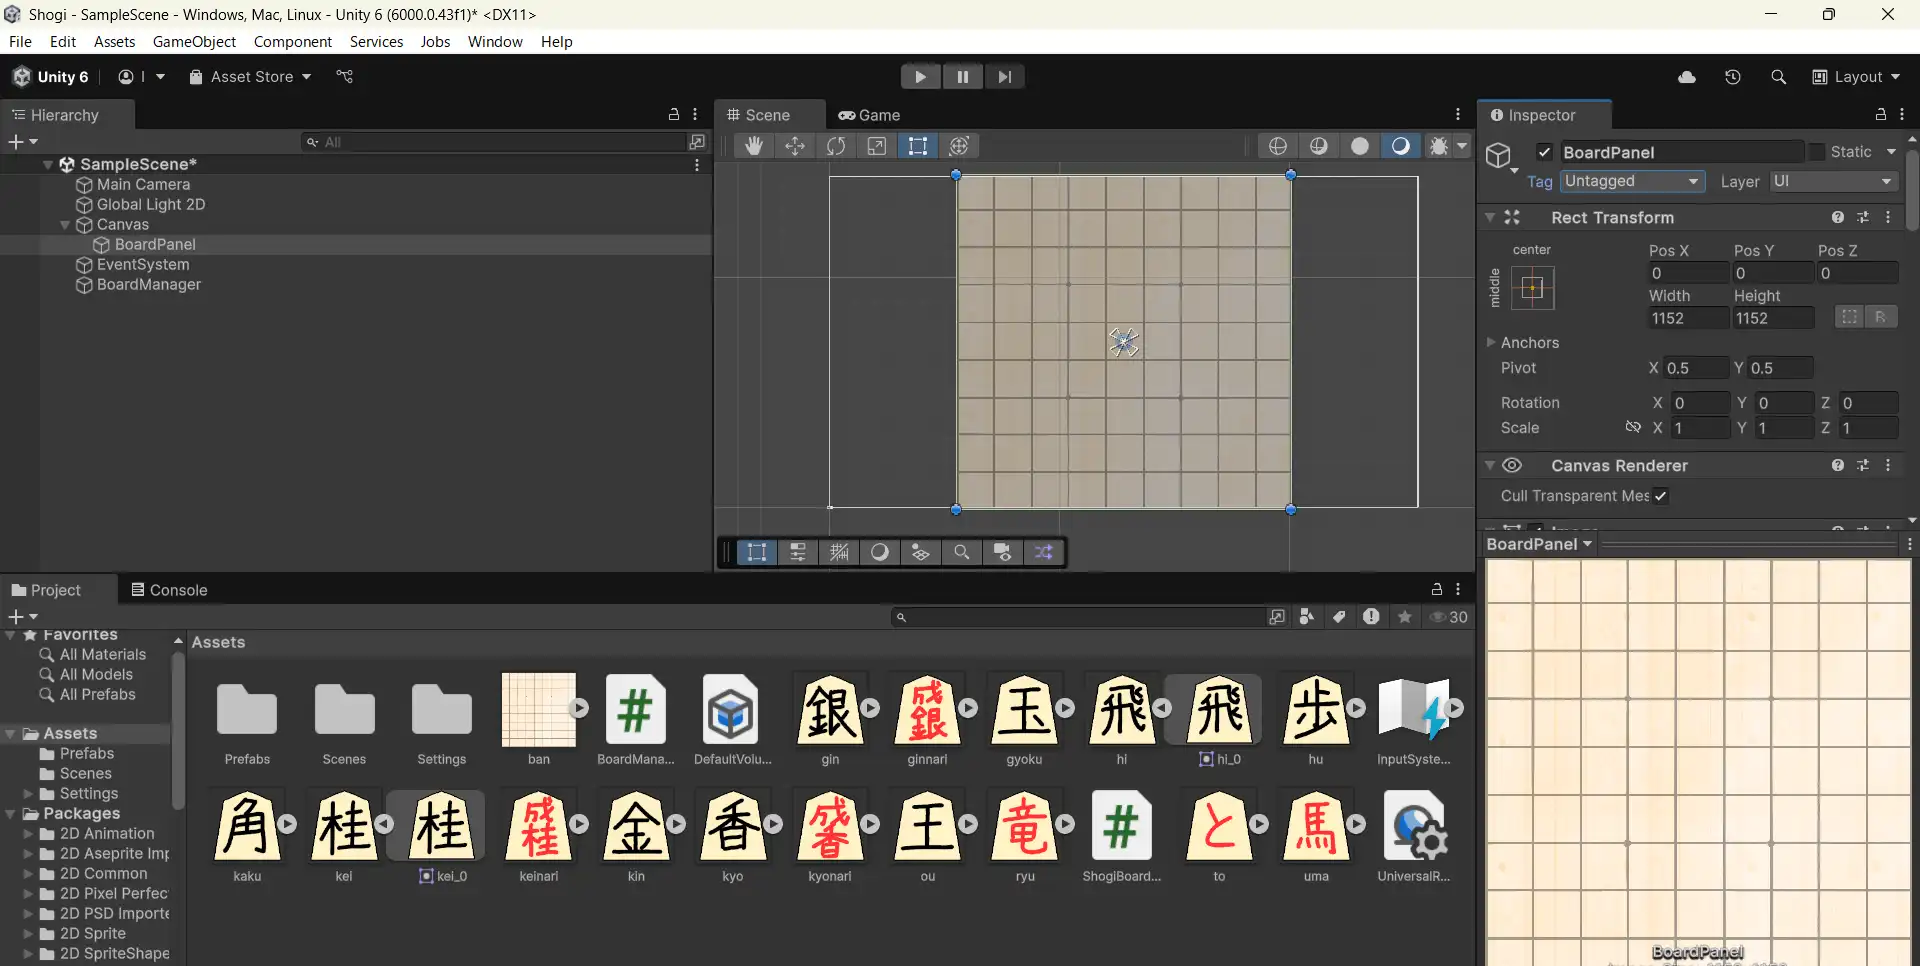 Shogi - SampleScene - Windows, Mac, Linux - Unity 6 (6000.0.43f1)* <DX11>
File Edit Assets GameObject Component Services Jobs Window Help
Unity 6 I Asset Store Layout
Hierarchy
All
SampleScene*
Main Camera
Global Light 2D
Canvas
BoardPanel
EventSystem
BoardManager
Scene Game
Inspector
BoardPanel Static
Tag Untagged Layer UI
Rect Transform
center
middle
Pos X Pos Y Pos Z
0 0 0
Width Height
1152 1152 R
Anchors
Pivot X 0.5 Y 0.5
Rotation X 0 Y 0 Z 0
Scale X 1 Y 1 Z 1
Canvas Renderer
Cull Transparent Mes
BoardPanel
BoardPanel
Project Console
30
Favorites
All Materials
All Models
All Prefabs
Assets
Prefabs
Scenes
Settings
Packages
2D Animation
2D Aseprite Imp
2D Common
2D Pixel Perfec
2D PSD Importe
2D Sprite
2D SpriteShape
Assets
# 銀 成銀 玉 飛 飛 歩
Prefabs Scenes Settings ban BoardMana... DefaultVolu... gin ginnari gyoku hi hi_0 hu InputSyste...
角 桂 桂 成桂 金 香 成香 王 竜 # と 馬
kaku kei kei_0 keinari kin kyo kyonari ou ryu ShogiBoard... to uma UniversalR...